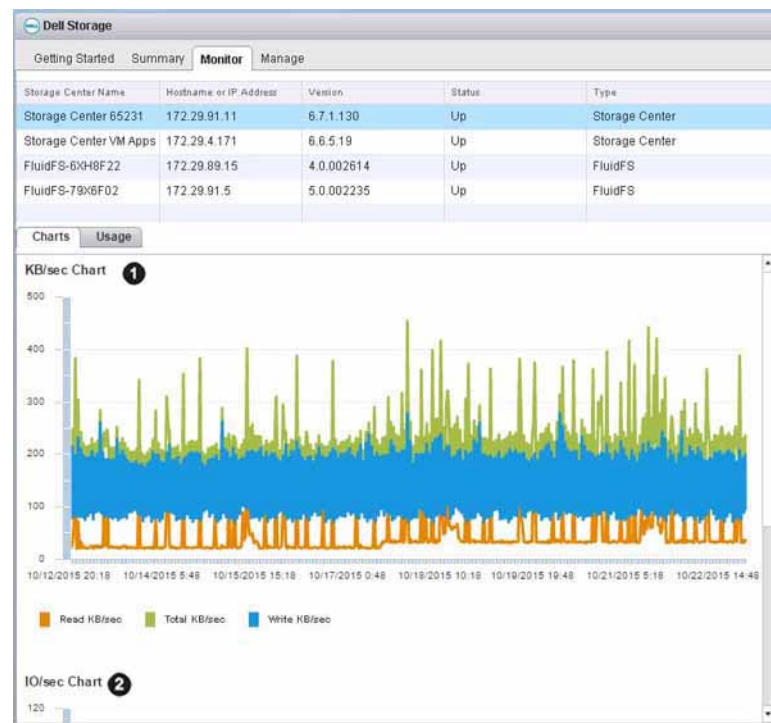 DELL Dell Storage
Getting Started Summary Monitor Manage
Storage Center Name Hostname or IP Address Version Status Type
Storage Center 65231 172.29.91.11 6.7.1.130 Up Storage Center
Storage Center VM Apps 172.29.4.171 6.6.5.19 Up Storage Center
FluidFS-6XH8F22 172.29.89.15 4.0.002614 Up FluidFS
FluidFS-79X6F02 172.29.91.5 5.0.002235 Up FluidFS
Charts Usage
KB/sec Chart 1
500
400
300
200
100
0
10/12/2015 20:18 10/14/2015 5:48 10/15/2015 15:18 10/17/2015 0:48 10/18/2015 10:18 10/19/2015 19:48 10/21/2015 5:18 10/22/2015 14:48
Read KB/sec Total KB/sec Write KB/sec
IO/sec Chart 2
120